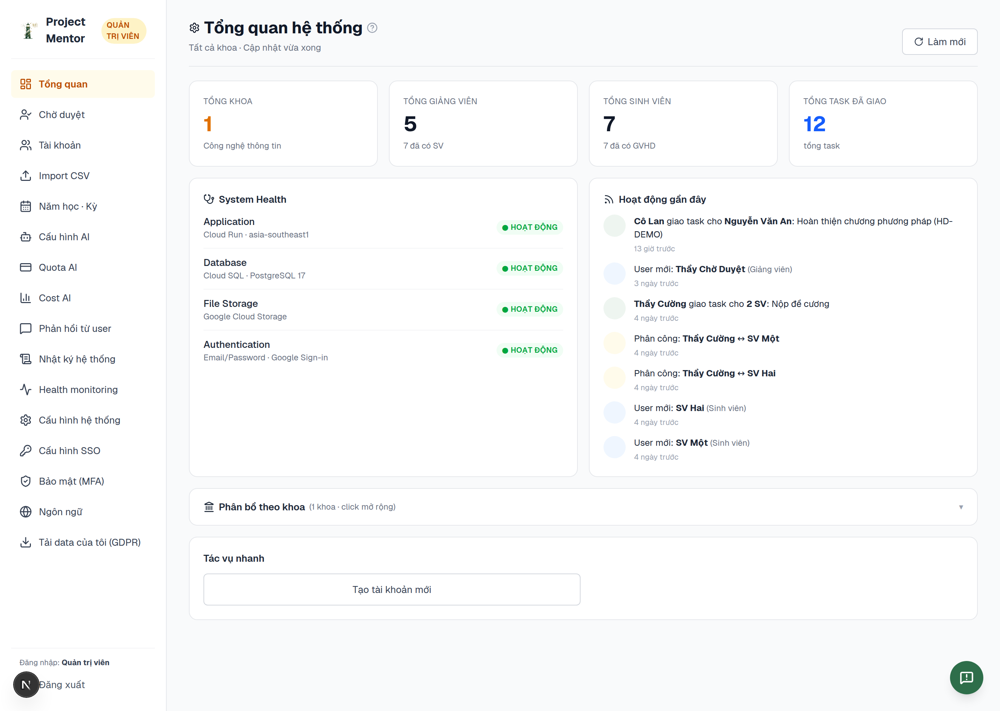 Project
Mentor
QUẢN
TRỊ VIÊN
Tổng quan
Chờ duyệt
Tài khoản
Import CSV
Năm học · Kỳ
Cấu hình AI
Quota AI
Cost AI
Phản hồi từ user
Nhật ký hệ thống
Health monitoring
Cấu hình hệ thống
Cấu hình SSO
Bảo mật (MFA)
Ngôn ngữ
Tải data của tôi (GDPR)
Đăng nhập: Quản trị viên
N
Đăng xuất
Tổng quan hệ thống
Tất cả khoa · Cập nhật vừa xong
Làm mới
TỔNG KHOA
1
Công nghệ thông tin
TỔNG GIẢNG VIÊN
5
7 đã có SV
TỔNG SINH VIÊN
7
7 đã có GVHD
TỔNG TASK ĐÃ GIAO
12
tổng task
System Health
Application
Cloud Run · asia-southeast1
HOẠT ĐỘNG
Database
Cloud SQL · PostgreSQL 17
HOẠT ĐỘNG
File Storage
Google Cloud Storage
HOẠT ĐỘNG
Authentication
Email/Password · Google Sign-in
HOẠT ĐỘNG
Hoạt động gần đây
Cô Lan giao task cho Nguyễn Văn An: Hoàn thiện chương phương pháp (HD-
DEMO)
13 giờ trước
User mới: Thầy Chờ Duyệt (Giảng viên)
3 ngày trước
Thầy Cường giao task cho 2 SV: Nộp đề cương
4 ngày trước
Phân công: Thầy Cường ↔ SV Một
4 ngày trước
Phân công: Thầy Cường ↔ SV Hai
4 ngày trước
User mới: SV Hai (Sinh viên)
4 ngày trước
User mới: SV Một (Sinh viên)
4 ngày trước
Phân bổ theo khoa (1 khoa · click mở rộng)
Tác vụ nhanh
Tạo tài khoản mới